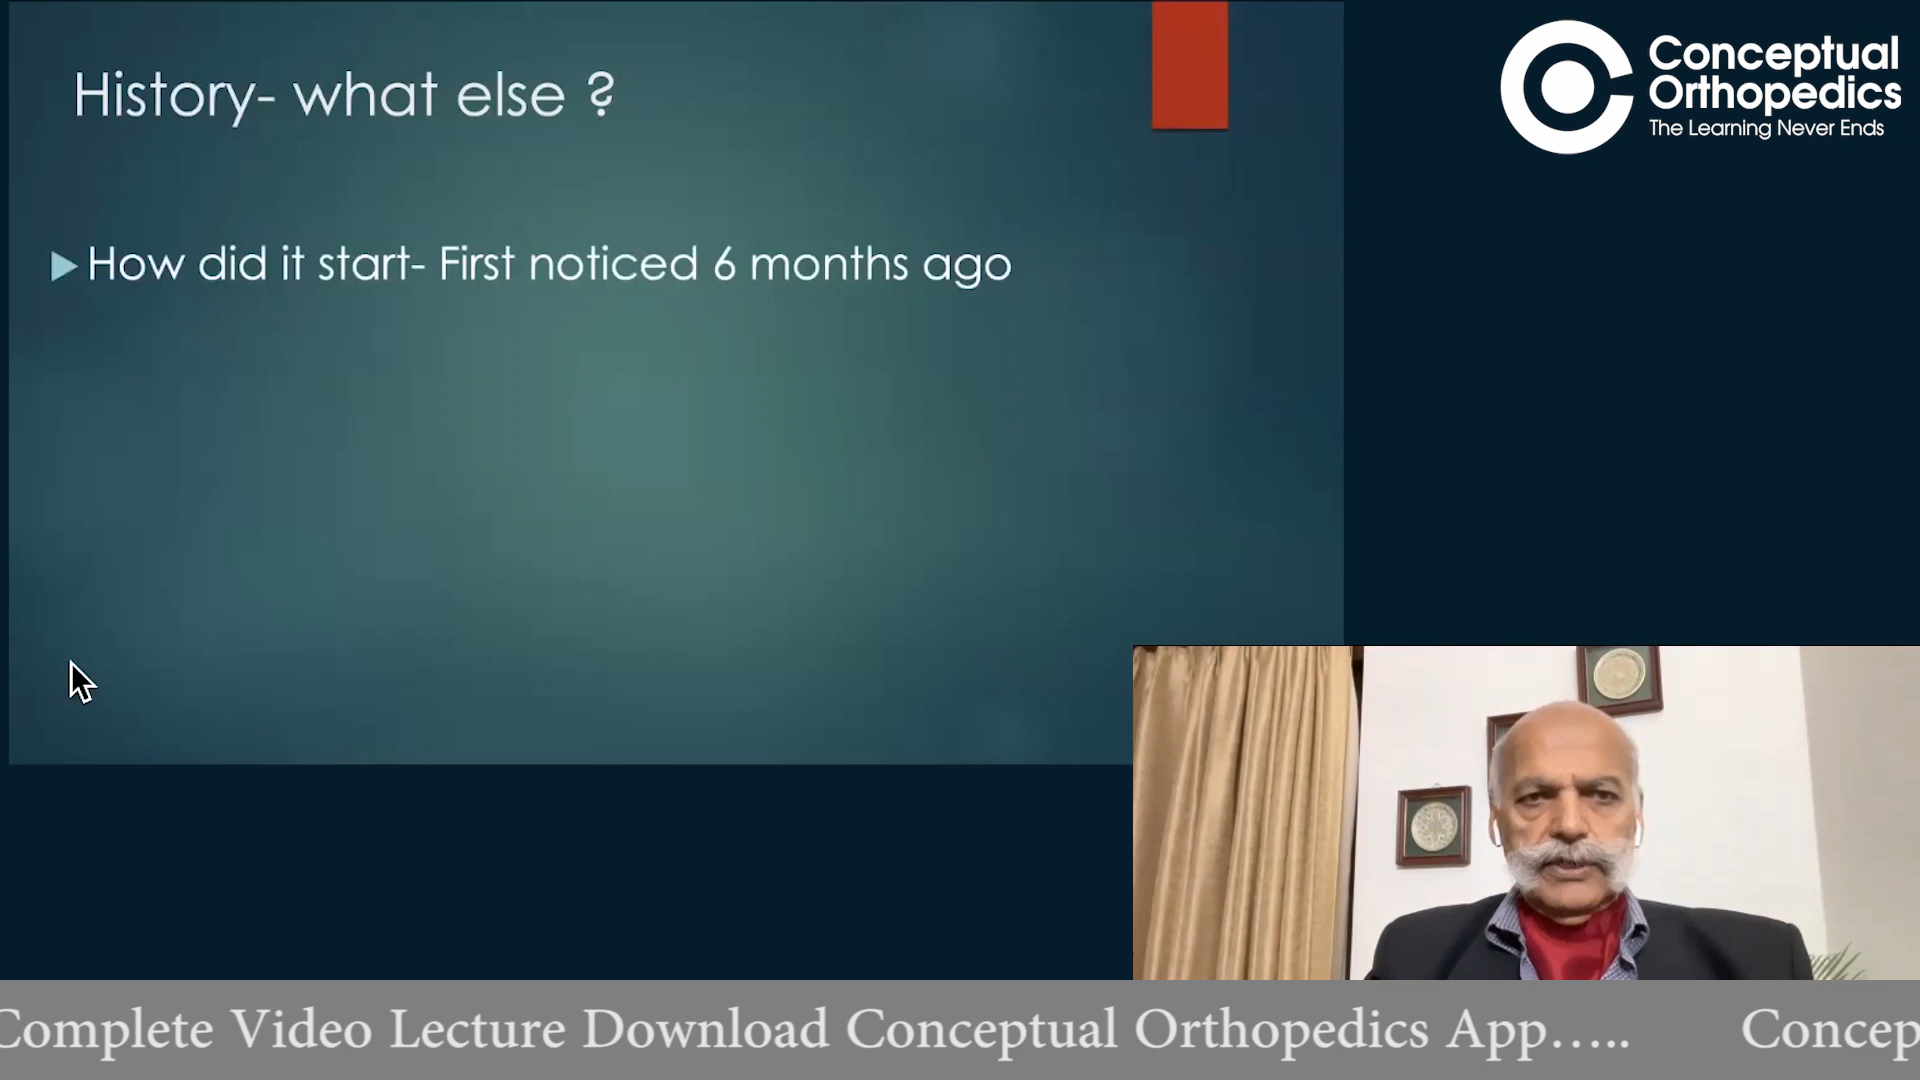 History- what else ?
How did it start- First noticed 6 months ago
Conceptual
Orthopedics
The Learning Never Ends
Complete Video Lecture Download Conceptual Orthopedics App..... Concep